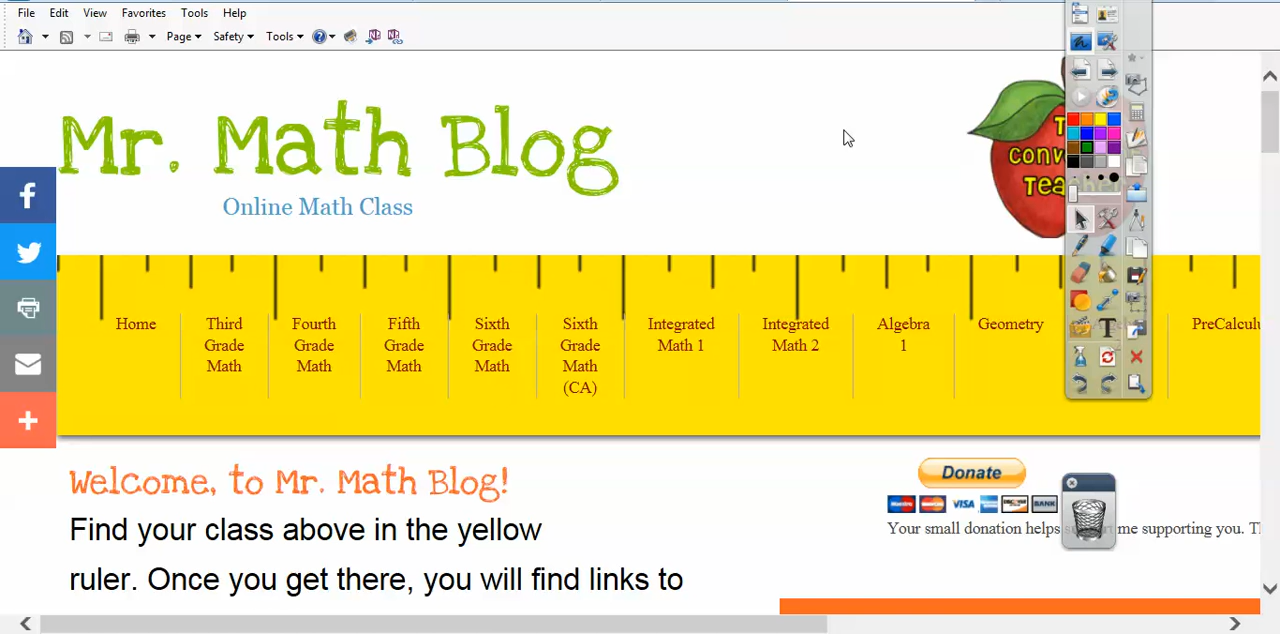 File Edit View Favorites Tools Help
Page Safety Tools
Mr. Math Blog
Online Math Class
Home
Third
Grade
Math
Fourth
Grade
Math
Fifth
Grade
Math
Sixth
Grade
Math
Sixth
Grade
Math
(CA)
Integrated
Math 1
Integrated
Math 2
Algebra
1
Geometry
PreCalculu
Welcome, to Mr. Math Blog!
Find your class above in the yellow
ruler. Once you get there, you will find links to
Donate
VISA
BANK
Your small donation helps support me supporting you.